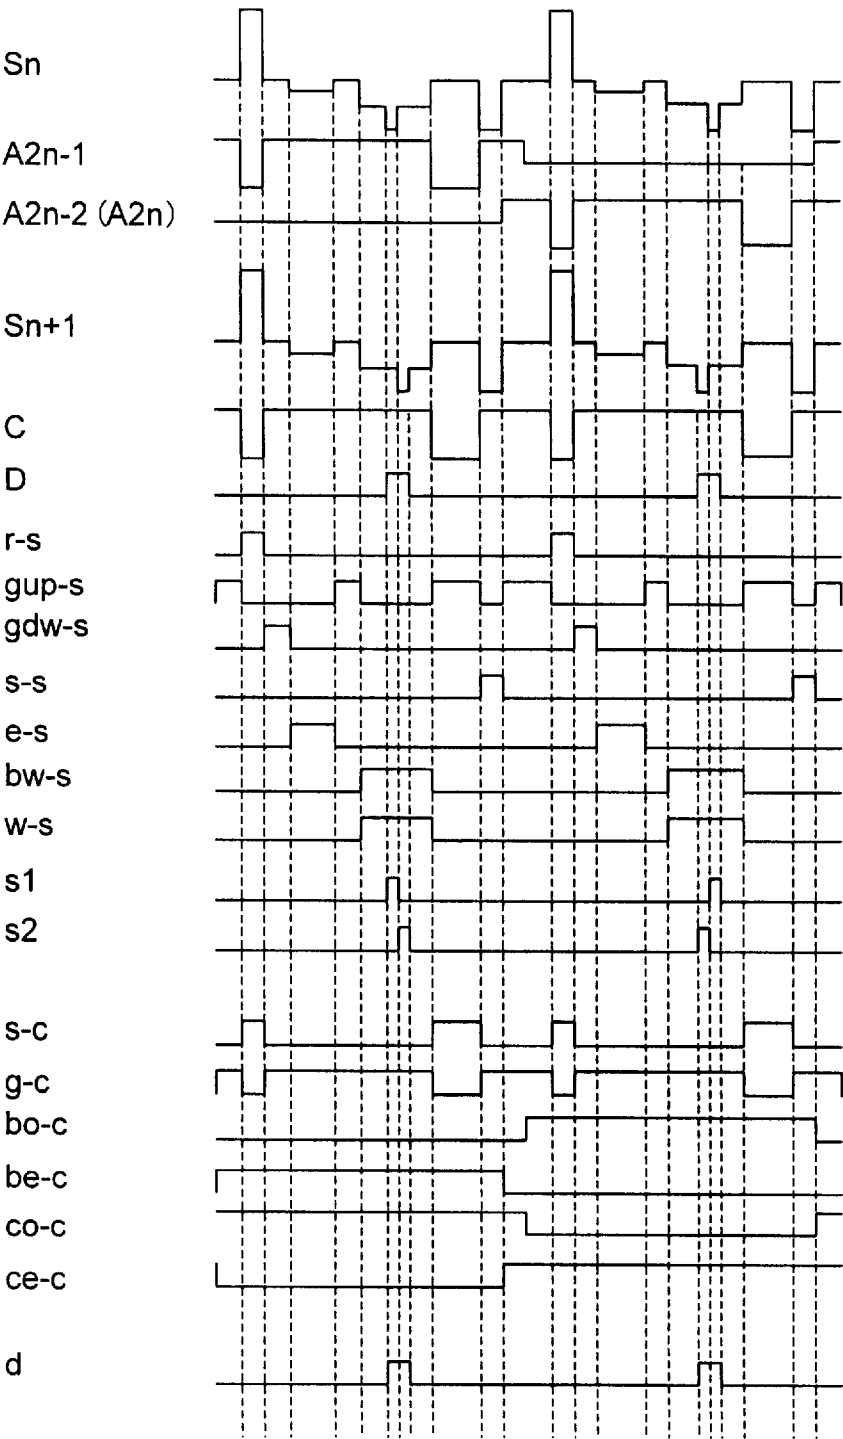 Sn
A2n-1
A2n-2 (A2n)
Sn+1
C
D
r-s
gup-s
gdw-s
s-s
e-s
bw-s
w-s
s1
s2
s-c
g-c
bo-c
be-c
co-c
ce-c
d